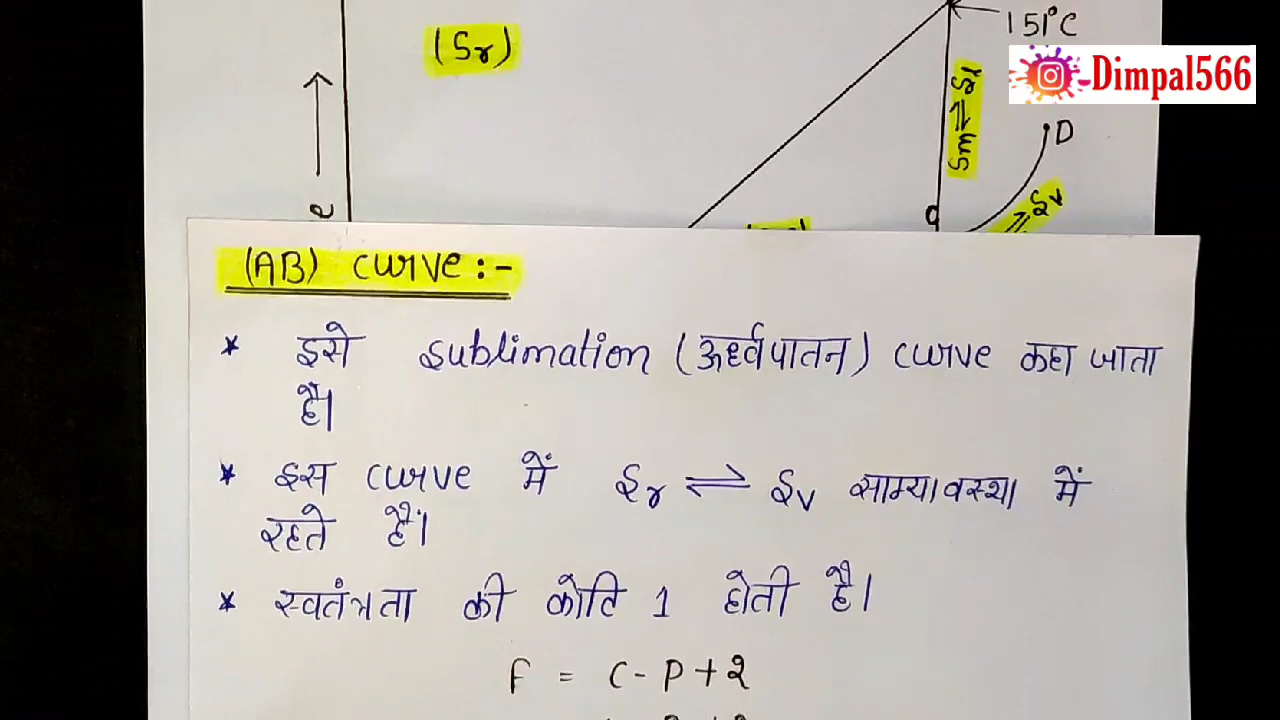 (Sr)
151°C
Dimpal566
Sm ⇌ Sl
D
⇌ Sv
C
e
(AB) curve :-
* इसे sublimation (ऊर्ध्वपातन) curve कहा जाता
है।
* इस curve में Sr ⇌ Sv साम्यावस्था में
रहते हैं।
* स्वतंत्रता की कोटि 1 होती है।
F = C - P + 2